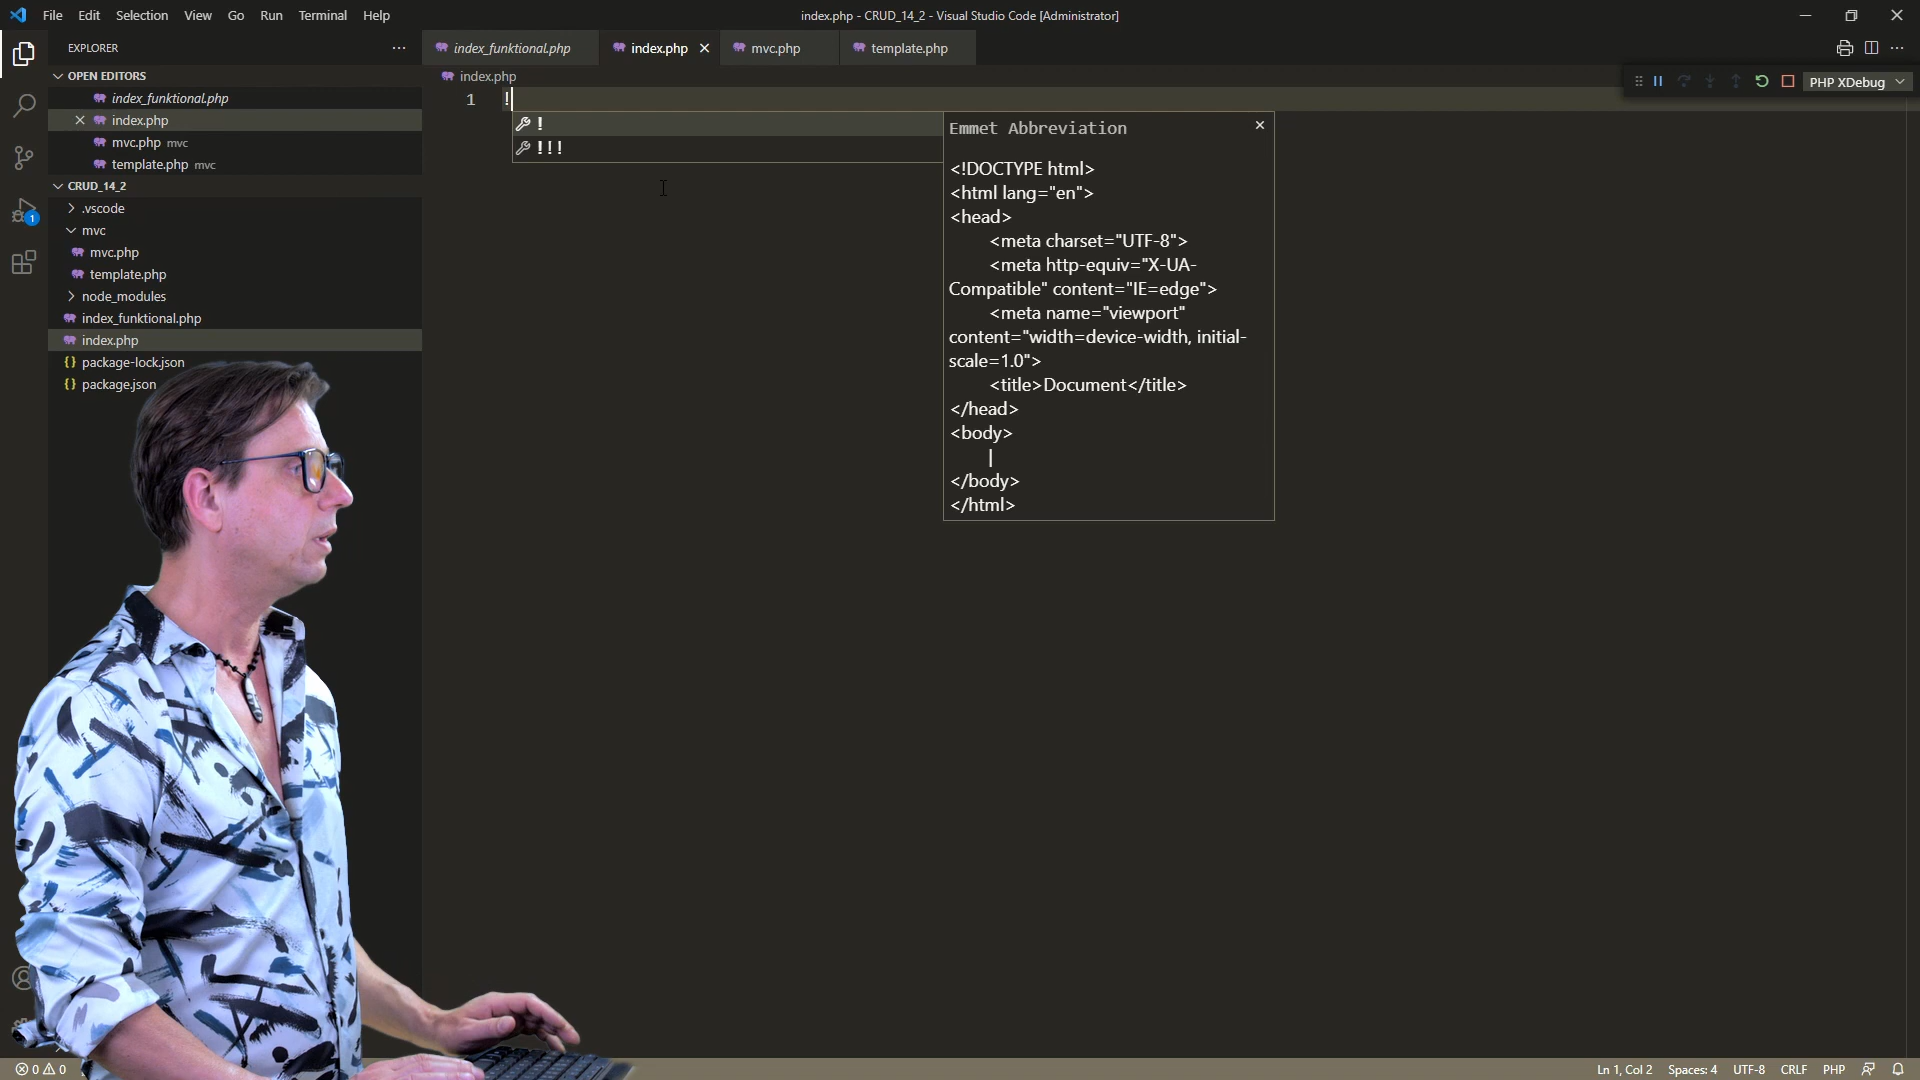 File Edit Selection View Go Run Terminal Help
index.php - CRUD_14_2 - Visual Studio Code [Administrator]
EXPLORER
index_funktional.php
index.php
mvc.php
template.php
OPEN EDITORS
index.php
PHP XDebug
index_funktional.php
index.php
mvc.php mvc
template.php mvc
CRUD_14_2
.vscode
mvc
mvc.php
template.php
node_modules
index_funktional.php
index.php
package-lock.json
package.json
1
1 !
!
!!!
Emmet Abbreviation
<!DOCTYPE html>
<html lang="en">
<head>
<meta charset="UTF-8">
<meta http-equiv="X-UA-
Compatible" content="IE=edge">
<meta name="viewport"
content="width=device-width, initial-
scale=1.0">
<title>Document</title>
</head>
<body>
|
</body>
</html>
0 0
Ln 1, Col 2 Spaces: 4 UTF-8 CRLF PHP